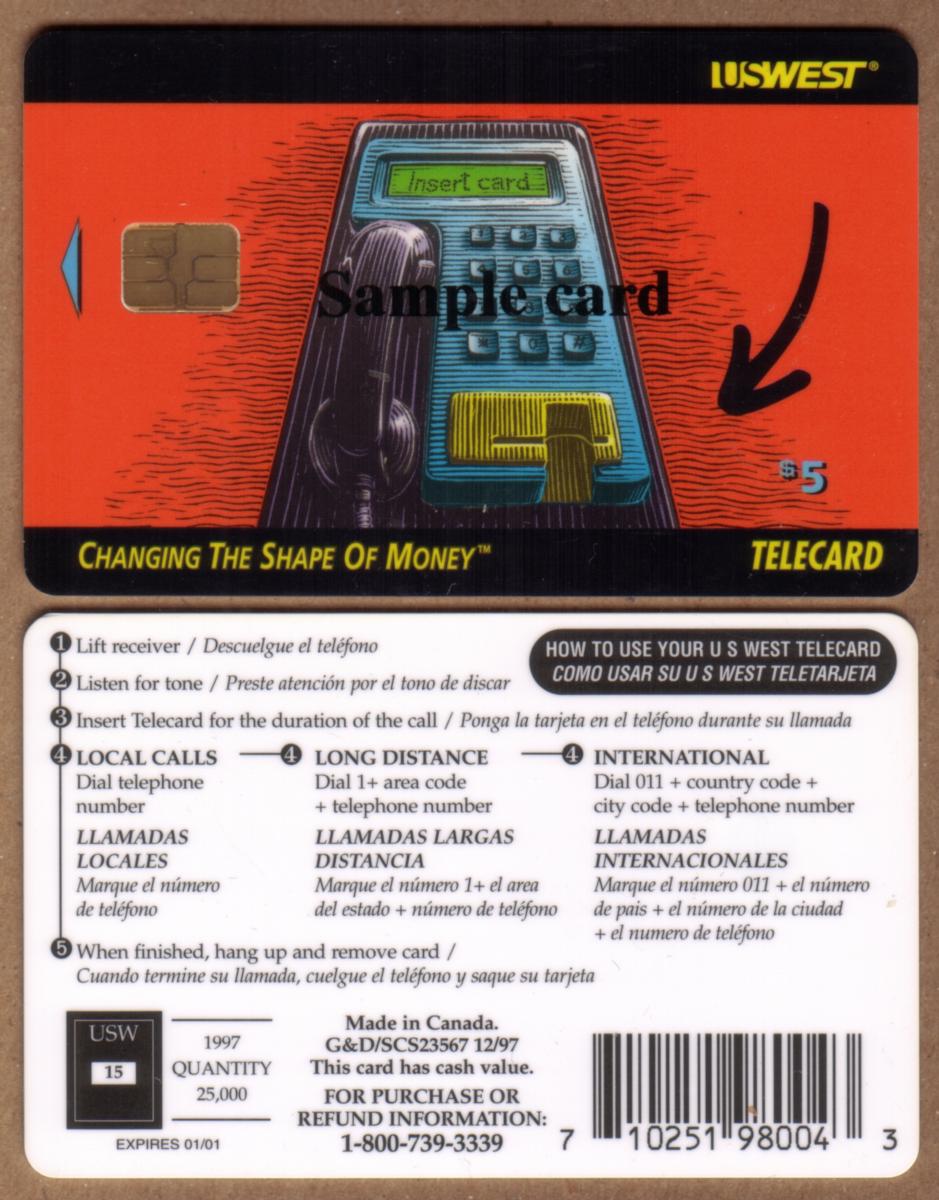 USWEST®
Insert card
Sample card
* 0 #
$5
CHANGING THE SHAPE OF MONEY™
TELECARD
HOW TO USE YOUR U S WEST TELECARD
COMO USAR SU U S WEST TELETARJETA
1 Lift receiver / Descuelgue el teléfono
2 Listen for tone / Preste atención por el tono de discar
3 Insert Telecard for the duration of the call / Ponga la tarjeta en el teléfono durante su llamada
4 LOCAL CALLS
Dial telephone
number
LLAMADAS
LOCALES
Marque el número
de teléfono
4 LONG DISTANCE
Dial 1+ area code
+ telephone number
LLAMADAS LARGAS
DISTANCIA
Marque el número 1+ el area
del estado + número de teléfono
4 INTERNATIONAL
Dial 011 + country code +
city code + telephone number
LLAMADAS
INTERNACIONALES
Marque el número 011 + el número
de pais + el número de la ciudad
+ el numero de teléfono
5 When finished, hang up and remove card /
Cuando termine su llamada, cuelgue el teléfono y saque su tarjeta
USW
15
1997
QUANTITY
25,000
EXPIRES 01/01
Made in Canada.
G&D/SCS23567 12/97
This card has cash value.
FOR PURCHASE OR
REFUND INFORMATION:
1-800-739-3339
7 10251 98004 3